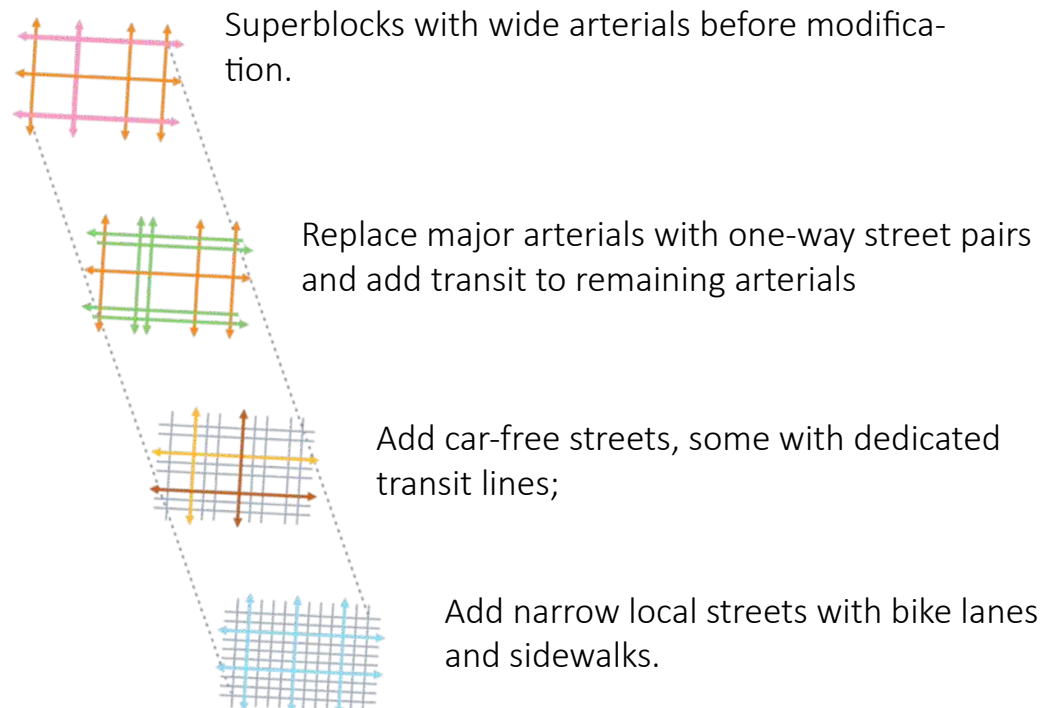 Superblocks with wide arterials before modifica-
tion.
Replace major arterials with one-way street pairs
and add transit to remaining arterials
Add car-free streets, some with dedicated
transit lines;
Add narrow local streets with bike lanes
and sidewalks.